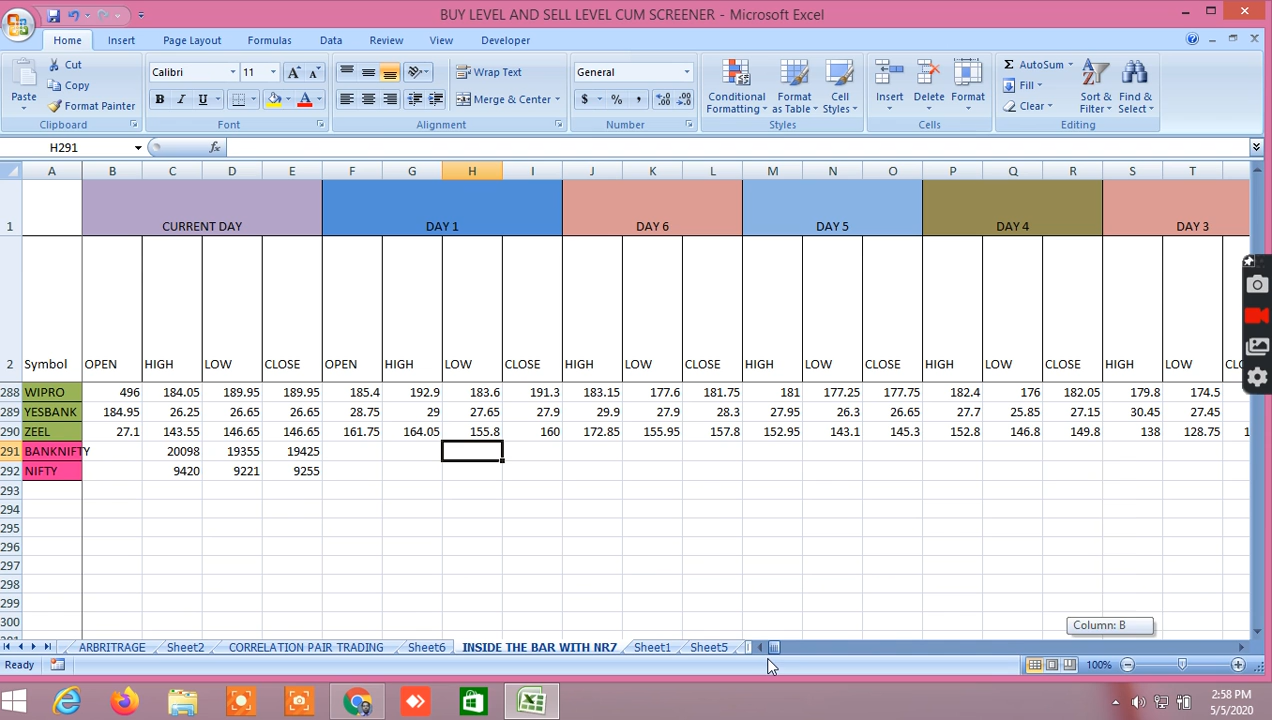 BUY LEVEL AND SELL LEVEL CUM SCREENER - Microsoft Excel
Home Insert Page Layout Formulas Data Review View Developer
Paste Cut Copy Format Painter Clipboard
Calibri 11 B I U A A A Font
Wrap Text Merge & Center Alignment
General $ % , Number
Conditional Formatting Format as Table Cell Styles Styles
Insert Delete Format Cells
Σ AutoSum Fill Clear Sort & Filter Find & Select Editing
H291 fx
A B C D E F G H I J K L M N O P Q R S T
1 CURRENT DAY DAY 1 DAY 6 DAY 5 DAY 4 DAY 3
2 Symbol OPEN HIGH LOW CLOSE OPEN HIGH LOW CLOSE HIGH LOW CLOSE HIGH LOW CLOSE HIGH LOW CLOSE HIGH LOW
288 WIPRO 496 184.05 189.95 189.95 185.4 192.9 183.6 191.3 183.15 177.6 181.75 181 177.25 177.75 182.4 176 182.05 179.8 174.5
289 YESBANK 184.95 26.25 26.65 26.65 28.75 29 27.65 27.9 29.9 27.9 28.3 27.95 26.3 26.65 27.7 25.85 27.15 30.45 27.45
290 ZEEL 27.1 143.55 146.65 146.65 161.75 164.05 155.8 160 172.85 155.95 157.8 152.95 143.1 145.3 152.8 146.8 149.8 138 128.75 1
291 BANKNIFTY 20098 19355 19425
292 NIFTY 9420 9221 9255
293
294
295
296
297
298
299
300
Column: B
ARBRITRAGE Sheet2 CORRELATION PAIR TRADING Sheet6 INSIDE THE BAR WITH NR7 Sheet1 Sheet5
Ready 100%
2:58 PM
5/5/2020